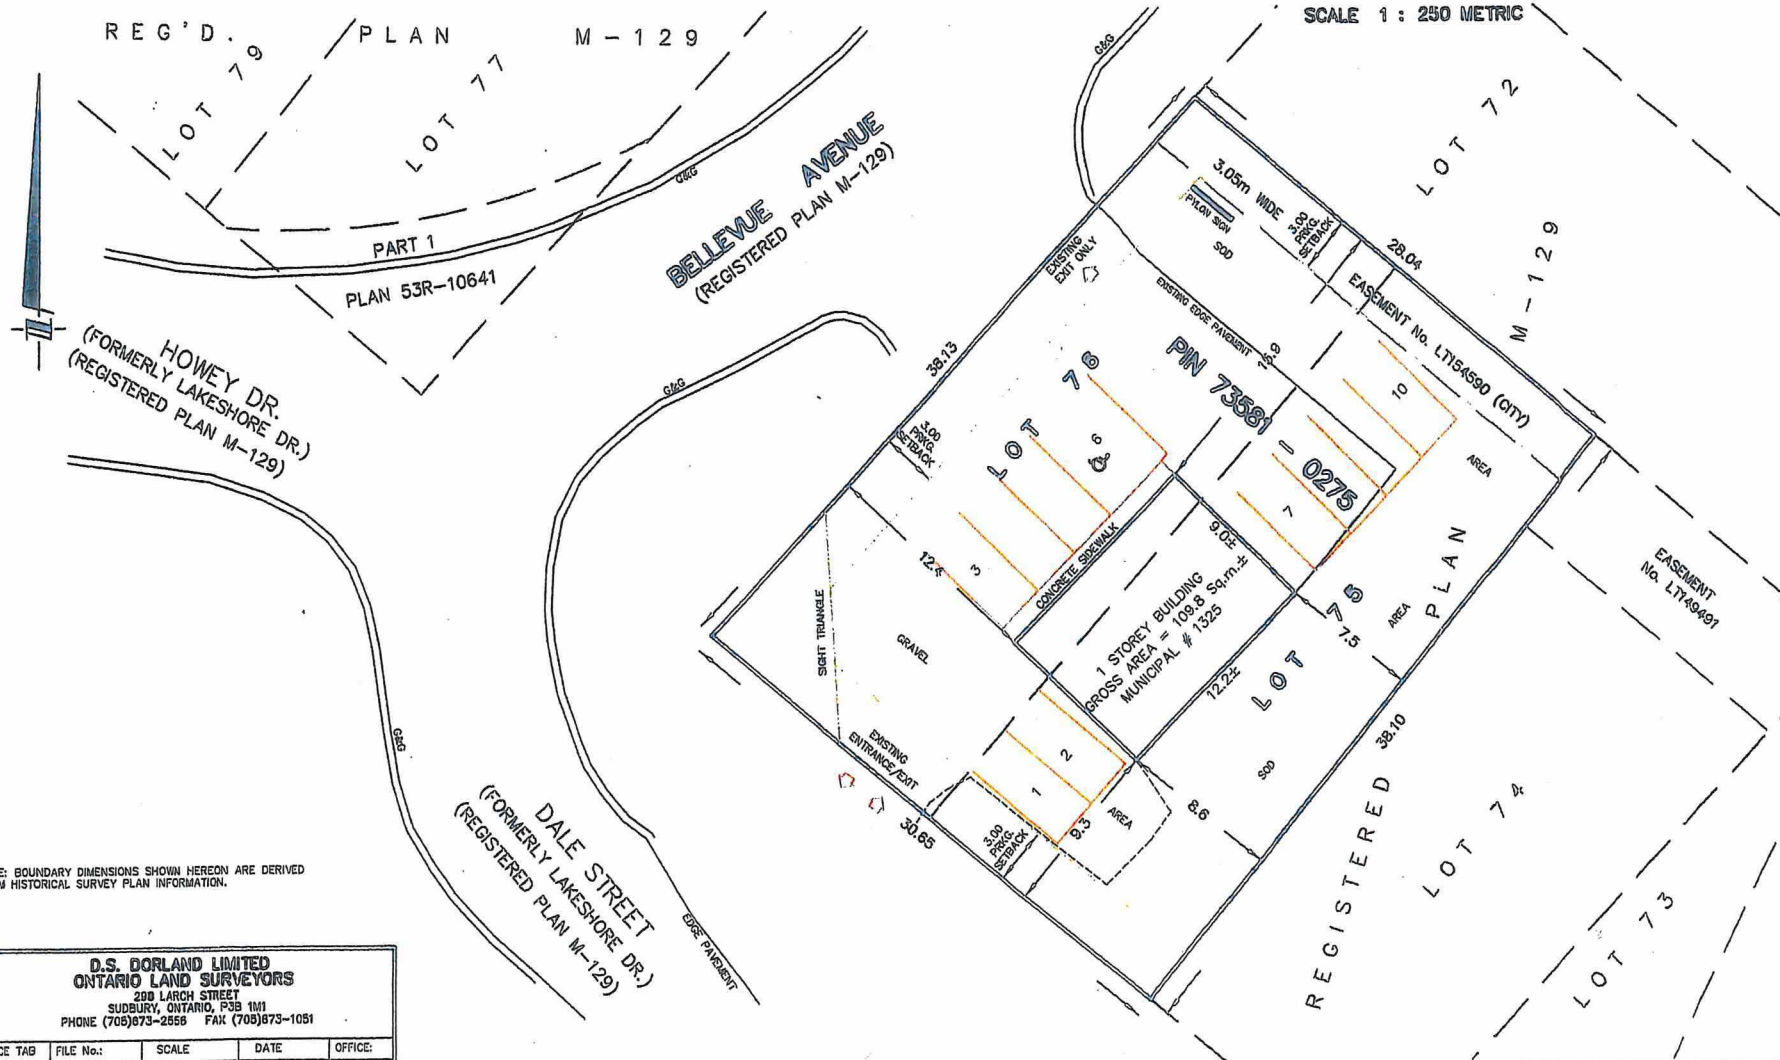 REG'D. PLAN M-129
SCALE 1 : 250 METRIC
LOT 79
LOT 77
PART 1
PLAN 53R-10641
G&G
BELLEVUE AVENUE
(REGISTERED PLAN M-129)
G&G
HOWEY DR.
(FORMERLY LAKESHORE DR.)
(REGISTERED PLAN M-129)
G&G
G&G
DALE STREET
(FORMERLY LAKESHORE DR.)
(REGISTERED PLAN M-129)
EDGE PAVEMENT
LOT 72
M-129
3.05m WIDE
PYLON SIGN
SOD
3.00
PRKG.
SETBACK
28.04
EASEMENT No. LT154590 (CITY)
EXISTING
EXIT ONLY
EXISTING EDGE PAVEMENT
15.9
38.13
PIN 73581 - 0275
LOT 76
3.00
PRKG.
SETBACK
6
10
7
3
AREA
12.4
CONCRETE SIDEWALK
9.0±
1 STOREY BUILDING
GROSS AREA = 109.8 Sq.m.±
MUNICIPAL # 1325
12.2±
LOT 75
7.5
AREA
SIGHT TRIANGLE
GRAVEL
EXISTING
ENTRANCE/EXIT
30.65
1
2
3.00
PRKG.
SETBACK
9.3
AREA
8.6
SOD
38.10
REGISTERED PLAN
EASEMENT
No. LT149491
LOT 74
LOT 73
E: BOUNDARY DIMENSIONS SHOWN HEREON ARE DERIVED
M HISTORICAL SURVEY PLAN INFORMATION.
D.S. DORLAND LIMITED
ONTARIO LAND SURVEYORS
298 LARCH STREET
SUDBURY, ONTARIO, P3B 1M1
PHONE (705)673-2556 FAX (705)673-1051
CE TAB FILE No.: SCALE DATE OFFICE: